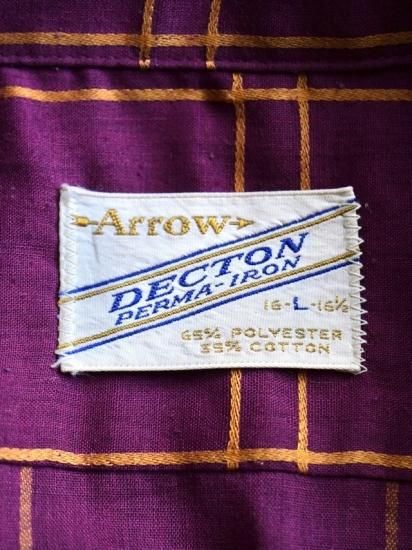 Arrow
DECTON
PERMA-IRON
16-L-16½
65% POLYESTER
35% COTTON